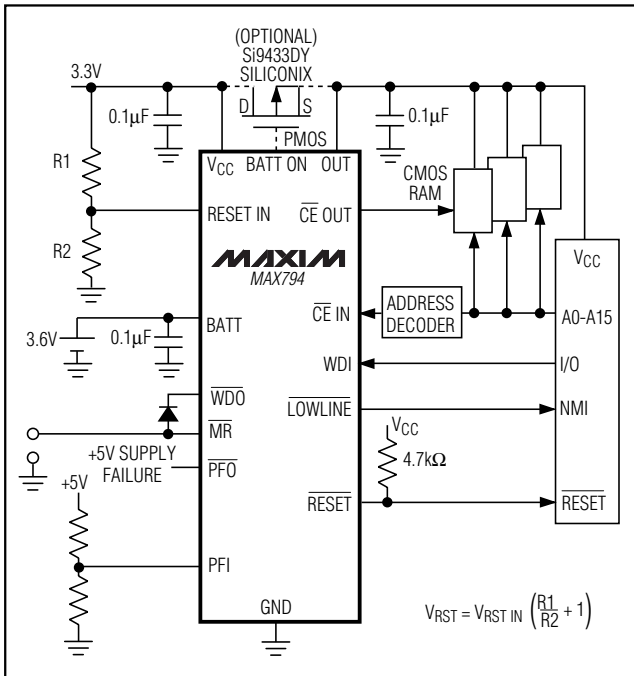 (OPTIONAL)
Si9433DY
SILICONIX
3.3V
D
S
0.1µF
0.1µF
PMOS
VCC
BATT ON
OUT
R1
CMOS
RAM
RESET IN
CE OUT
R2
MAXIM
MAX794
VCC
BATT
CE IN
ADDRESS
DECODER
A0-A15
3.6V
0.1µF
WDI
I/O
WDO
LOWLINE
NMI
MR
VCC
+5V SUPPLY
FAILURE
PFO
4.7kΩ
+5V
RESET
RESET
PFI
GND
VRST = VRST IN (R1/R2 + 1)